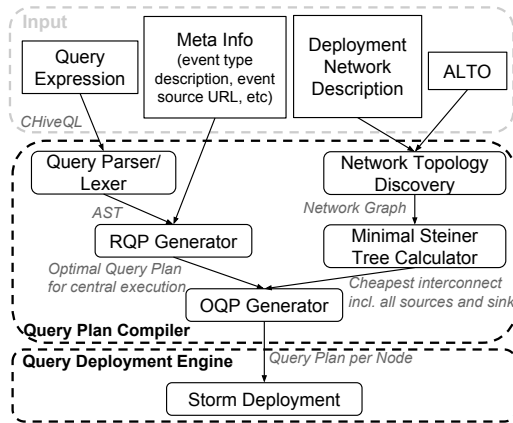 Input
Query
Expression
Meta Info
(event type
description, event
source URL, etc)
Deployment
Network
Description
ALTO
CHiveQL
Query Parser/
Lexer
Network Topology
Discovery
AST
Network Graph
RQP Generator
Minimal Steiner
Tree Calculator
Optimal Query Plan
for central execution
Cheapest interconnect
incl. all sources and sink
OQP Generator
Query Plan Compiler
Query Deployment Engine
Query Plan per Node
Storm Deployment